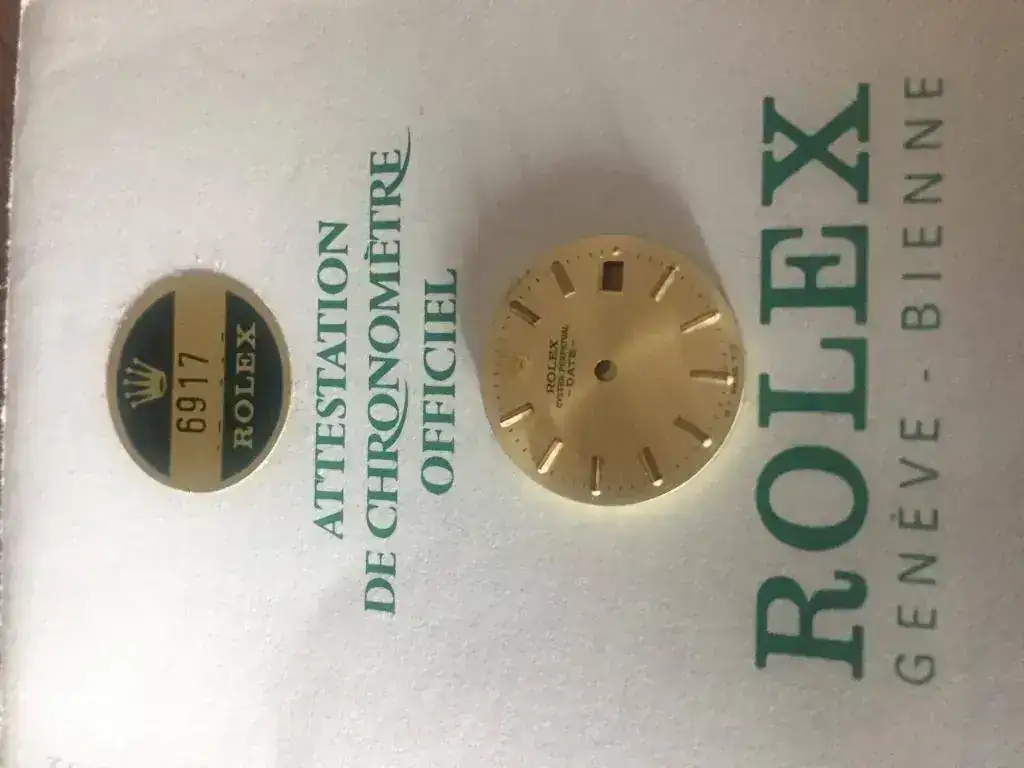 6917
ROLEX
ATTESTATION
DE CHRONOMÈTRE
OFFICIEL
ROLEX
OYSTER PERPETUAL
-DATE-
ROLEX
GENÈVE - BIENNE